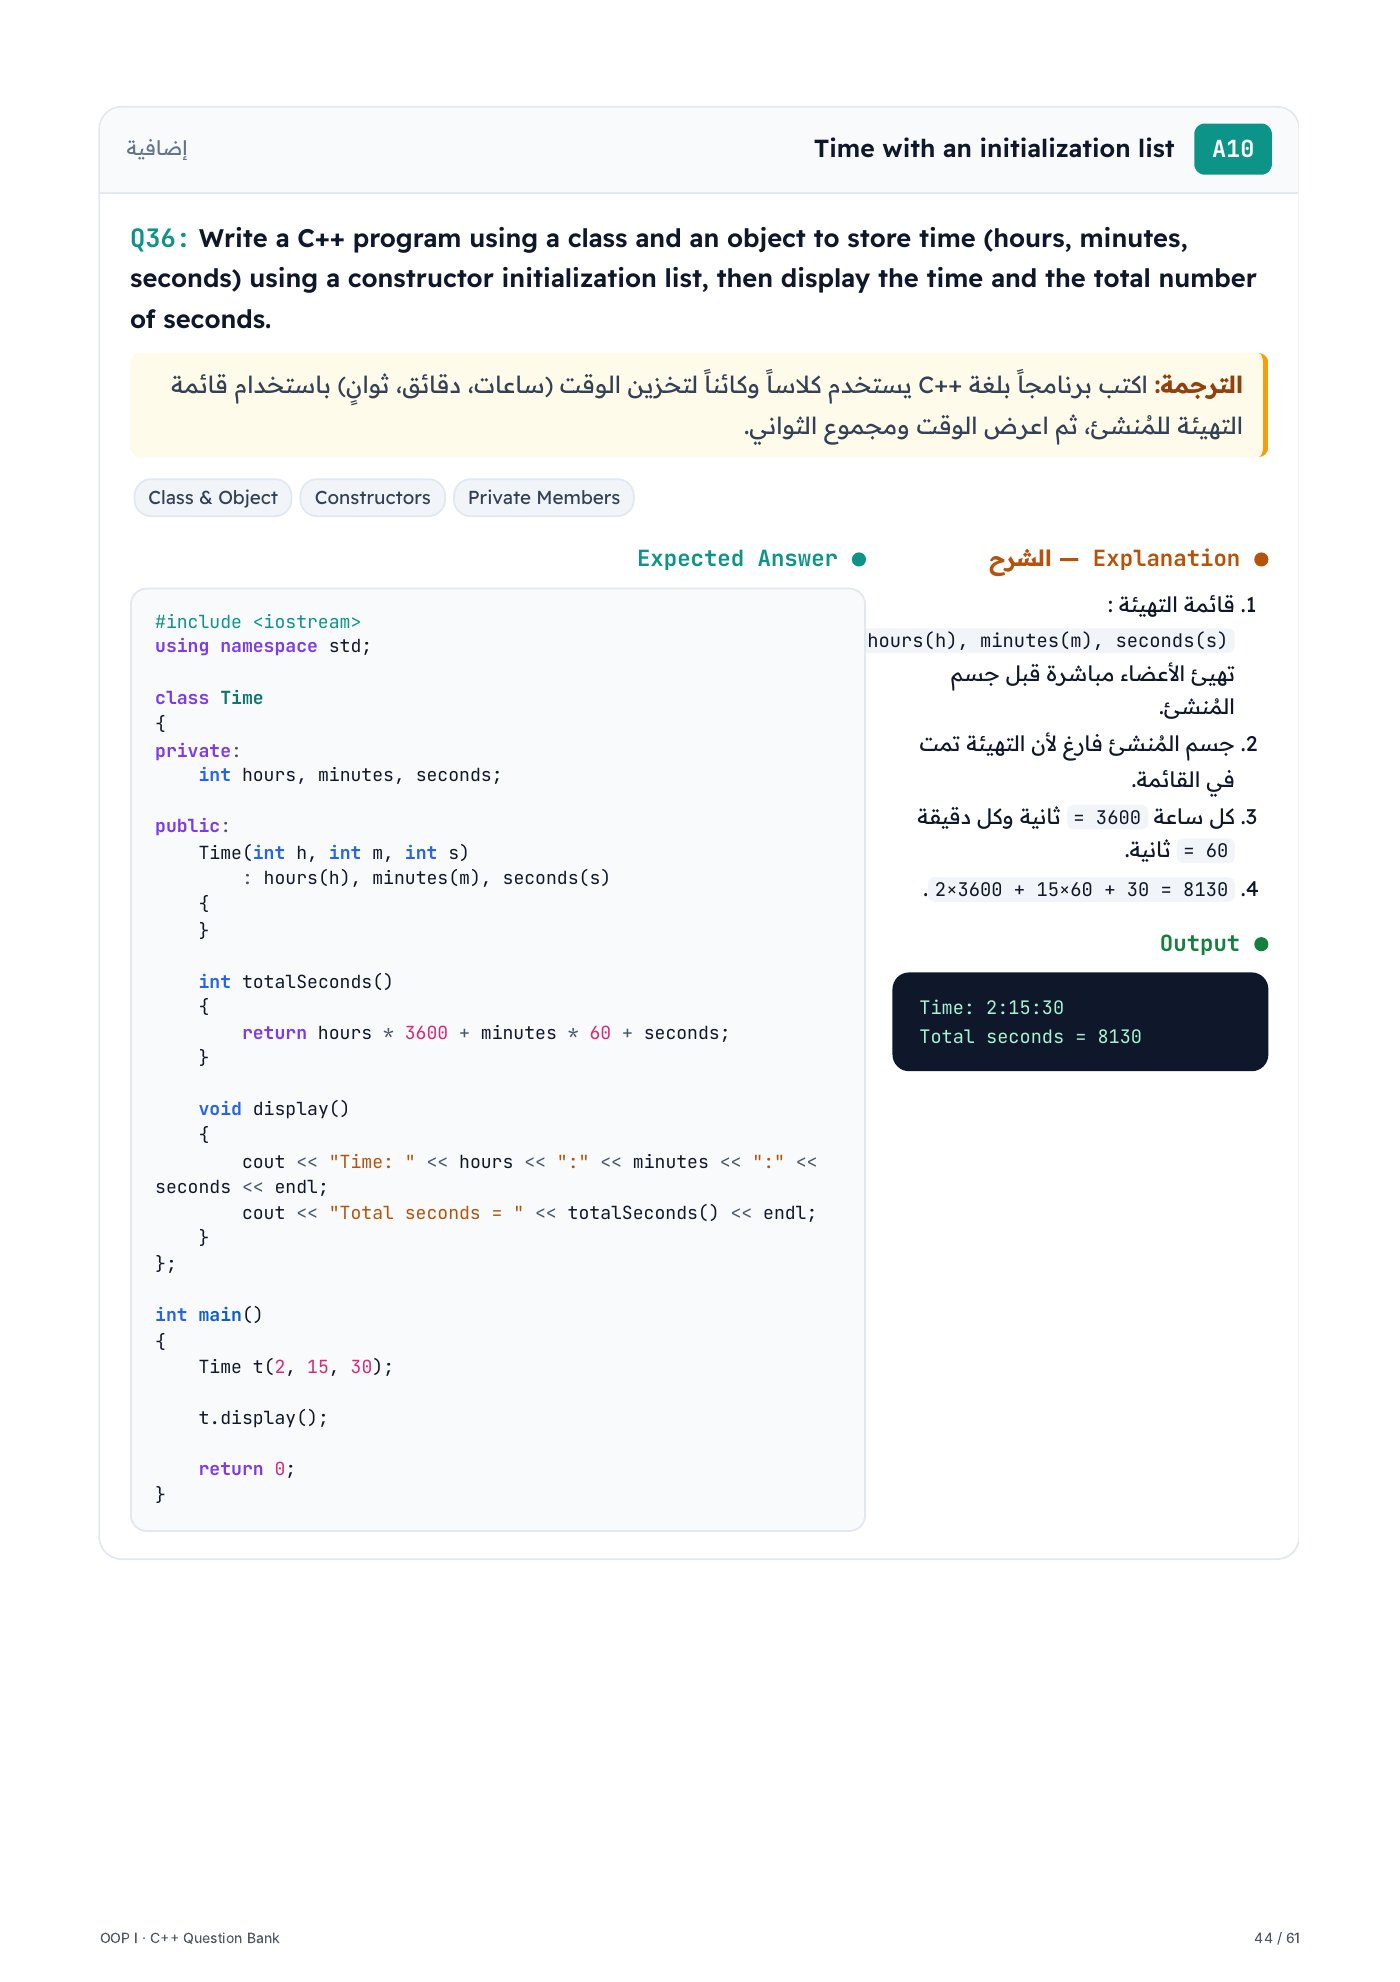 إضافية
Time with an initialization list
A10
Q36: Write a C++ program using a class and an object to store time (hours, minutes,
seconds) using a constructor initialization list, then display the time and the total number
of seconds.
الترجمة: اكتب برنامجاً بلغة C++ يستخدم كلاساً وكائناً لتخزين الوقت (ساعات، دقائق، ثوانٍ) باستخدام قائمة
التهيئة للمُنشئ، ثم اعرض الوقت ومجموع الثواني.
Class & Object
Constructors
Private Members
Expected Answer
#include <iostream>
using namespace std;
class Time
{
private:
    int hours, minutes, seconds;
public:
    Time(int h, int m, int s)
        : hours(h), minutes(m), seconds(s)
    {
    }
    int totalSeconds()
    {
        return hours * 3600 + minutes * 60 + seconds;
    }
    void display()
    {
        cout << "Time: " << hours << ":" << minutes << ":" <<
seconds << endl;
        cout << "Total seconds = " << totalSeconds() << endl;
    }
};
int main()
{
    Time t(2, 15, 30);
    t.display();
    return 0;
}
Explanation — الشرح
1. قائمة التهيئة :
hours(h), minutes(m), seconds(s)
تهيئ الأعضاء مباشرة قبل جسم
المُنشئ.
2. جسم المُنشئ فارغ لأن التهيئة تمت
في القائمة.
3. كل ساعة = 3600 ثانية وكل دقيقة
= 60 ثانية.
4. 2×3600 + 15×60 + 30 = 8130.
Output
Time: 2:15:30
Total seconds = 8130
OOP I · C++ Question Bank
44 / 61